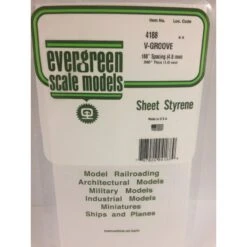 Item No. Loc. Code
4188
V-GROOVE
.188" Spacing (4.8 mm)
evergreen
scale models
Sheet Styrene
Made in U.S.A.
Model Railroading
Architectural Models
Military Models
Industrial Models
Miniatures
Ships and Planes